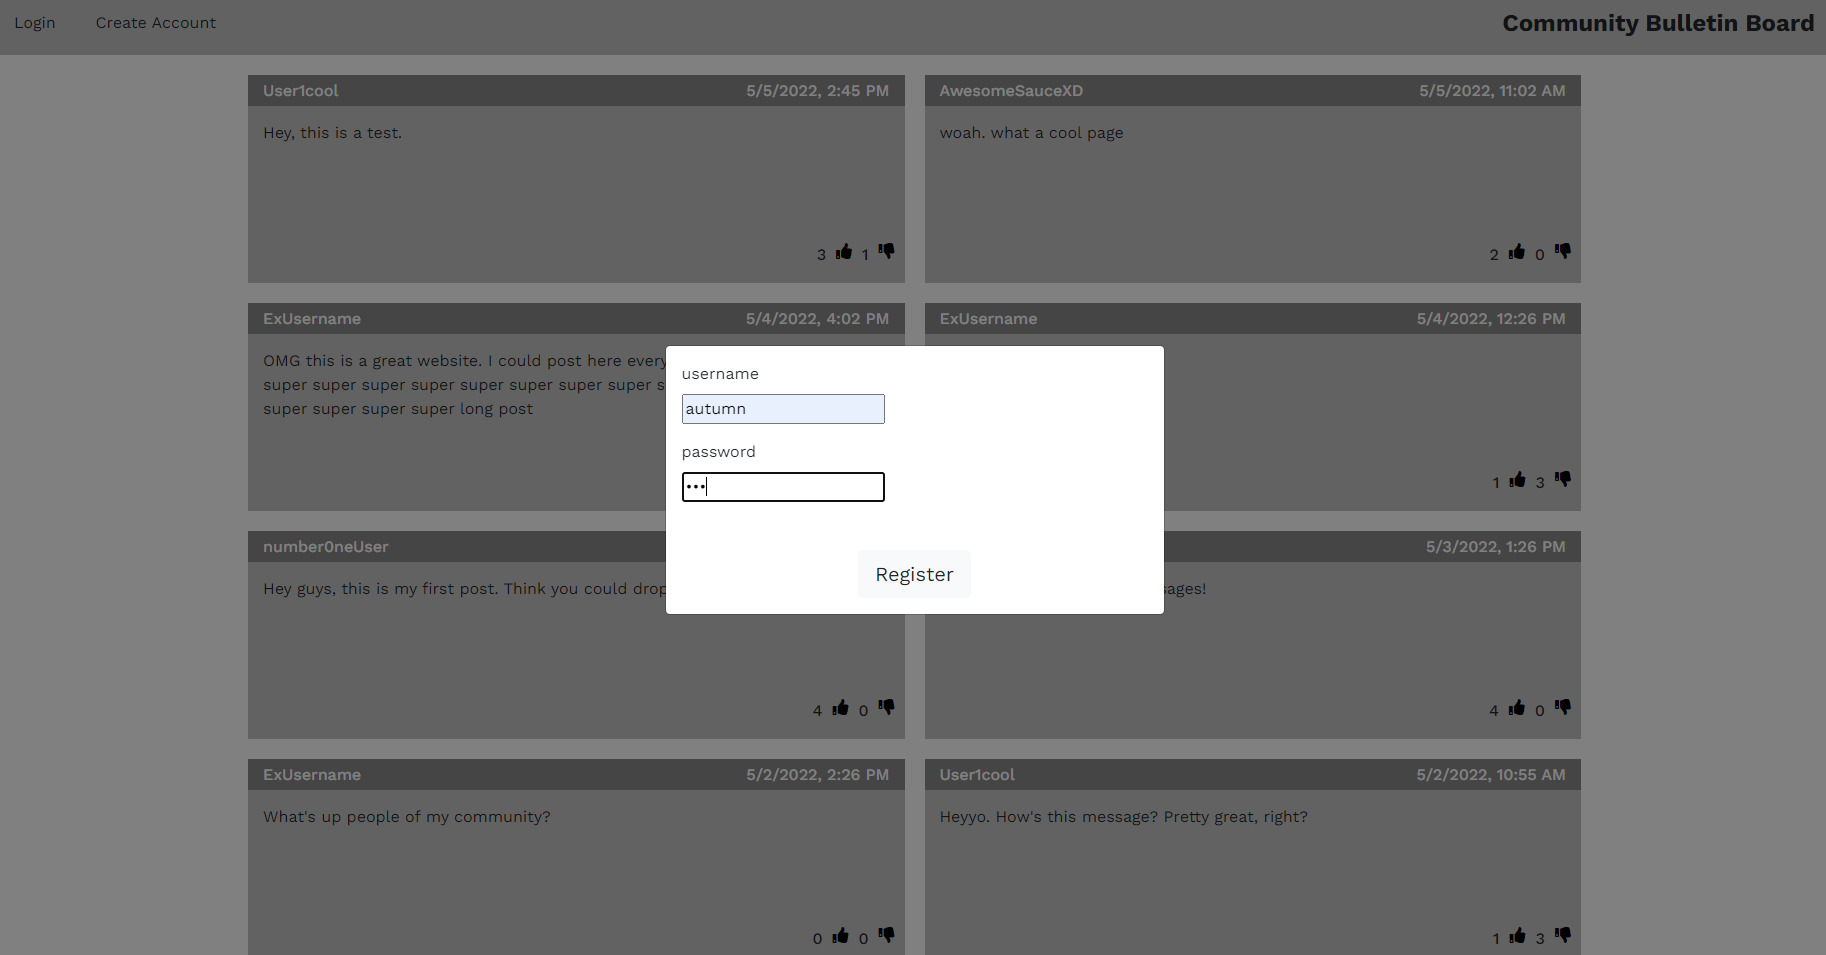 Login Create Account Community Bulletin Board
User1cool 5/5/2022, 2:45 PM
Hey, this is a test.
3 1
AwesomeSauceXD 5/5/2022, 11:02 AM
woah. what a cool page
2 0
ExUsername 5/4/2022, 4:02 PM
OMG this is a great website. I could post here every
super super super super super super super super s
super super super super long post
ExUsername 5/4/2022, 12:26 PM
1 3
username
autumn
password
•••
Register
number0neUser
Hey guys, this is my first post. Think you could drop
4 0
5/3/2022, 1:26 PM
sages!
4 0
ExUsername 5/2/2022, 2:26 PM
What's up people of my community?
0 0
User1cool 5/2/2022, 10:55 AM
Heyyo. How's this message? Pretty great, right?
1 3